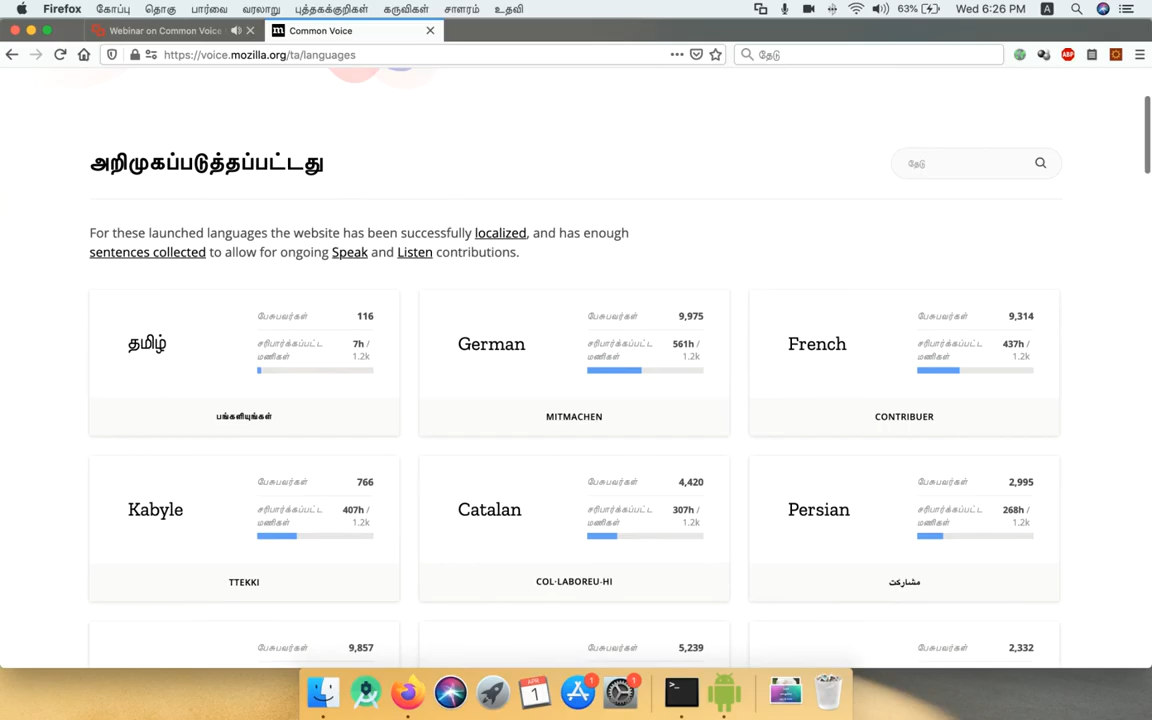 Firefox கோப்பு தொகு பார்வை வரலாறு புத்தகக்குறிகள் கருவிகள் சாளரம் உதவி 63% Wed 6:26 PM A
Webinar on Common Voice
m Common Voice
https://voice.mozilla.org/ta/languages
தேடு
ABP
அறிமுகப்படுத்தப்பட்டது
தேடு
For these launched languages the website has been successfully localized, and has enough
sentences collected to allow for ongoing Speak and Listen contributions.
தமிழ்
பேசுபவர்கள் 116
சரிபார்க்கப்பட்ட மணிகள் 7h / 1.2k
பங்களியுங்கள்
German
பேசுபவர்கள் 9,975
சரிபார்க்கப்பட்ட மணிகள் 561h / 1.2k
MITMACHEN
French
பேசுபவர்கள் 9,314
சரிபார்க்கப்பட்ட மணிகள் 437h / 1.2k
CONTRIBUER
Kabyle
பேசுபவர்கள் 766
சரிபார்க்கப்பட்ட மணிகள் 407h / 1.2k
TTEKKI
Catalan
பேசுபவர்கள் 4,420
சரிபார்க்கப்பட்ட மணிகள் 307h / 1.2k
COL·LABOREU-HI
Persian
பேசுபவர்கள் 2,995
சரிபார்க்கப்பட்ட மணிகள் 268h / 1.2k
مشارکت
பேசுபவர்கள் 9,857
பேசுபவர்கள் 5,239
பேசுபவர்கள் 2,332
APR
1
1
1